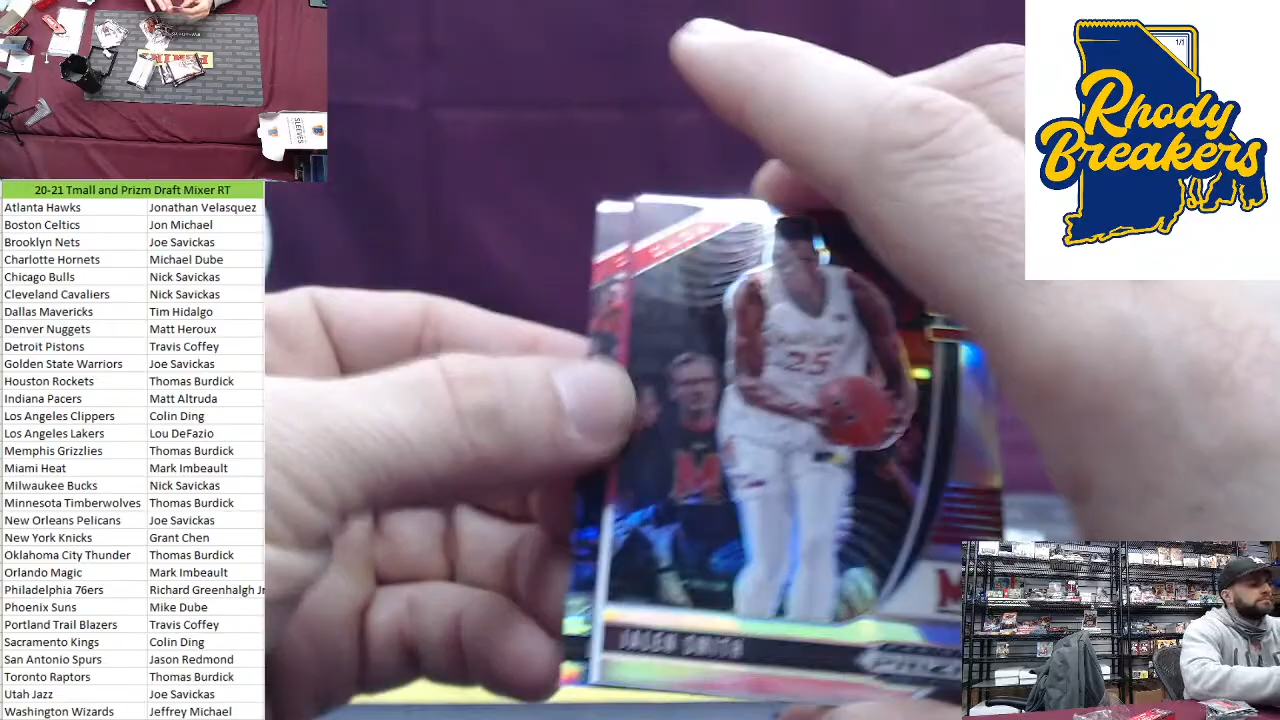 SLEEVES
1/1
Rhody
Breakers
20-21 Tmall and Prizm Draft Mixer RT
Atlanta Hawks Jonathan Velasquez
Boston Celtics Jon Michael
Brooklyn Nets Joe Savickas
Charlotte Hornets Michael Dube
Chicago Bulls Nick Savickas
Cleveland Cavaliers Nick Savickas
Dallas Mavericks Tim Hidalgo
Denver Nuggets Matt Heroux
Detroit Pistons Travis Coffey
Golden State Warriors Joe Savickas
Houston Rockets Thomas Burdick
Indiana Pacers Matt Altruda
Los Angeles Clippers Colin Ding
Los Angeles Lakers Lou DeFazio
Memphis Grizzlies Thomas Burdick
Miami Heat Mark Imbeault
Milwaukee Bucks Nick Savickas
Minnesota Timberwolves Thomas Burdick
New Orleans Pelicans Joe Savickas
New York Knicks Grant Chen
Oklahoma City Thunder Thomas Burdick
Orlando Magic Mark Imbeault
Philadelphia 76ers Richard Greenhalgh Jr
Phoenix Suns Mike Dube
Portland Trail Blazers Travis Coffey
Sacramento Kings Colin Ding
San Antonio Spurs Jason Redmond
Toronto Raptors Thomas Burdick
Utah Jazz Joe Savickas
Washington Wizards Jeffrey Michael
25
M
JALEN SMITH